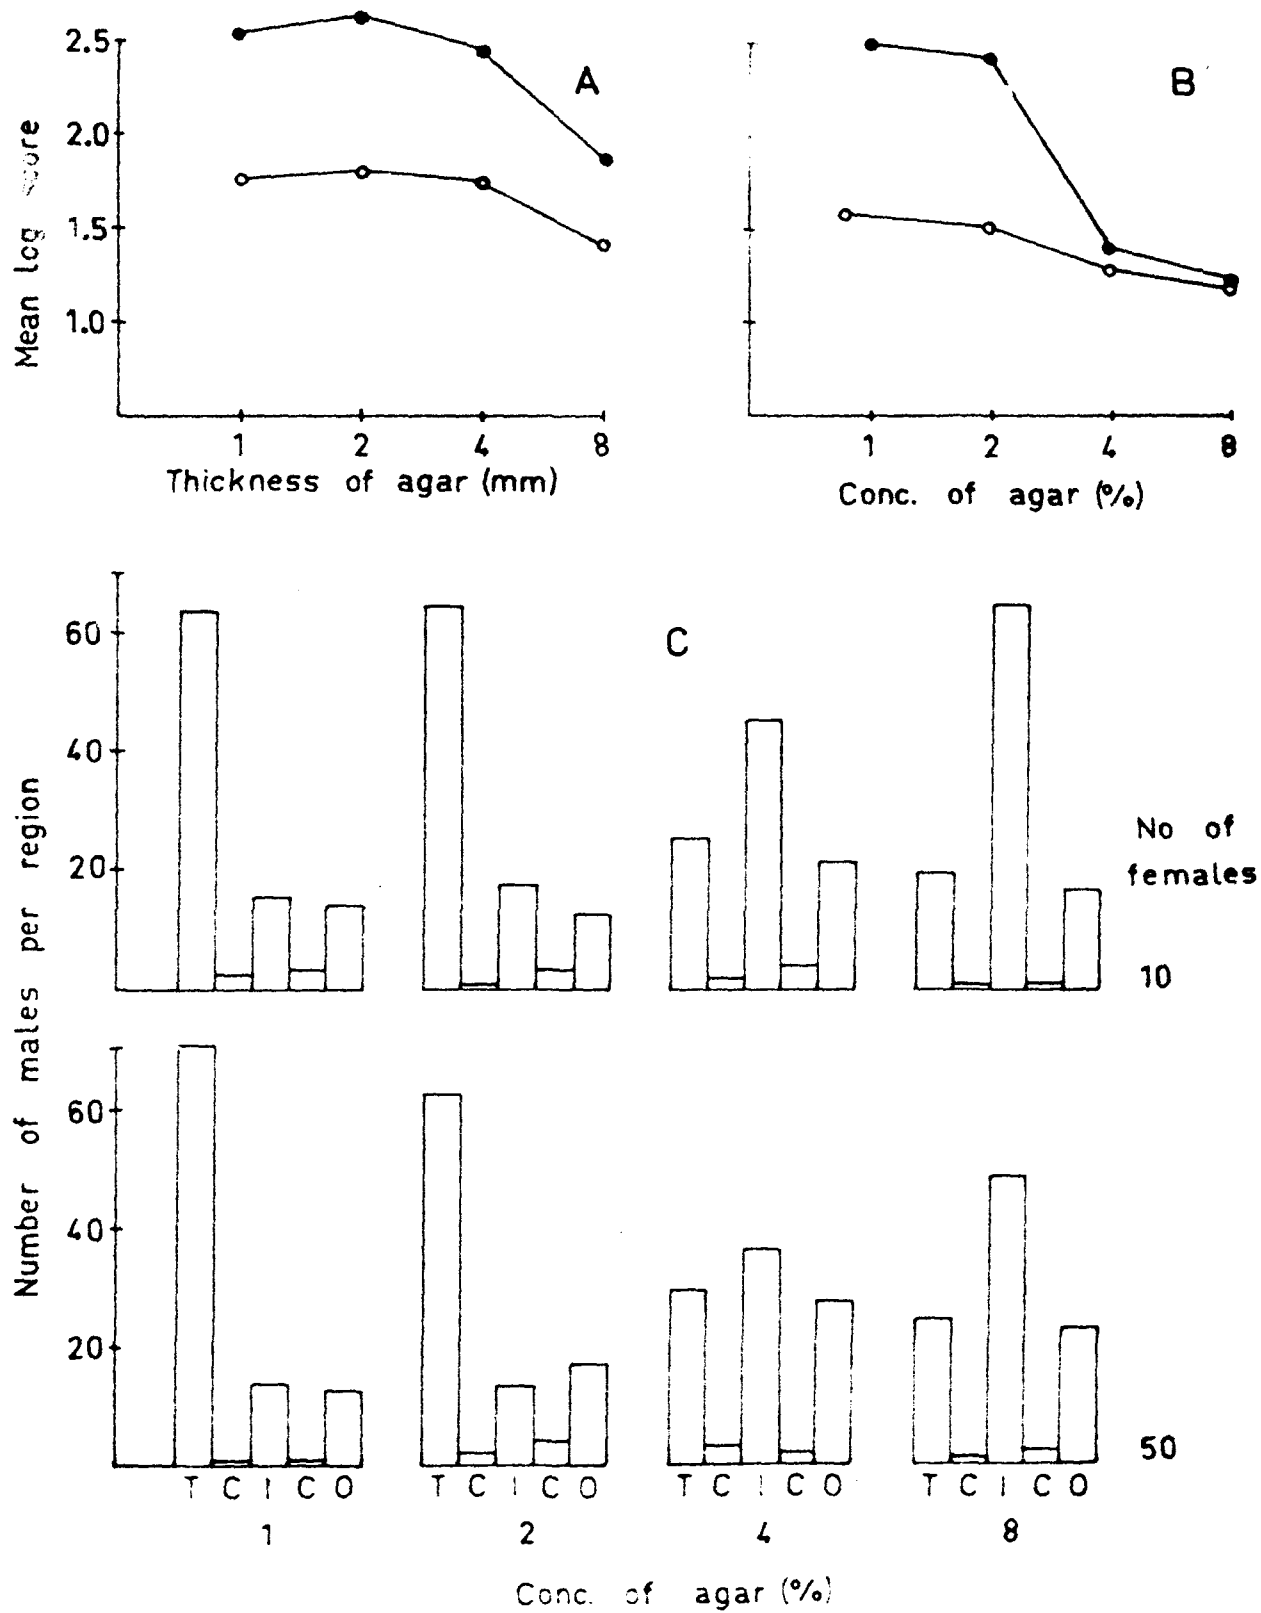 2.5
2.0
1.5
1.0
Mean log score
A
1 2 4 8
Thickness of agar (mm)
B
1 2 4 8
Conc. of agar (%)
C
60
40
20
No of
females
10
60
40
20
50
Number of males per region
T C I C O T C I C O T C I C O T C I C O
1 2 4 8
Conc. of agar (%)